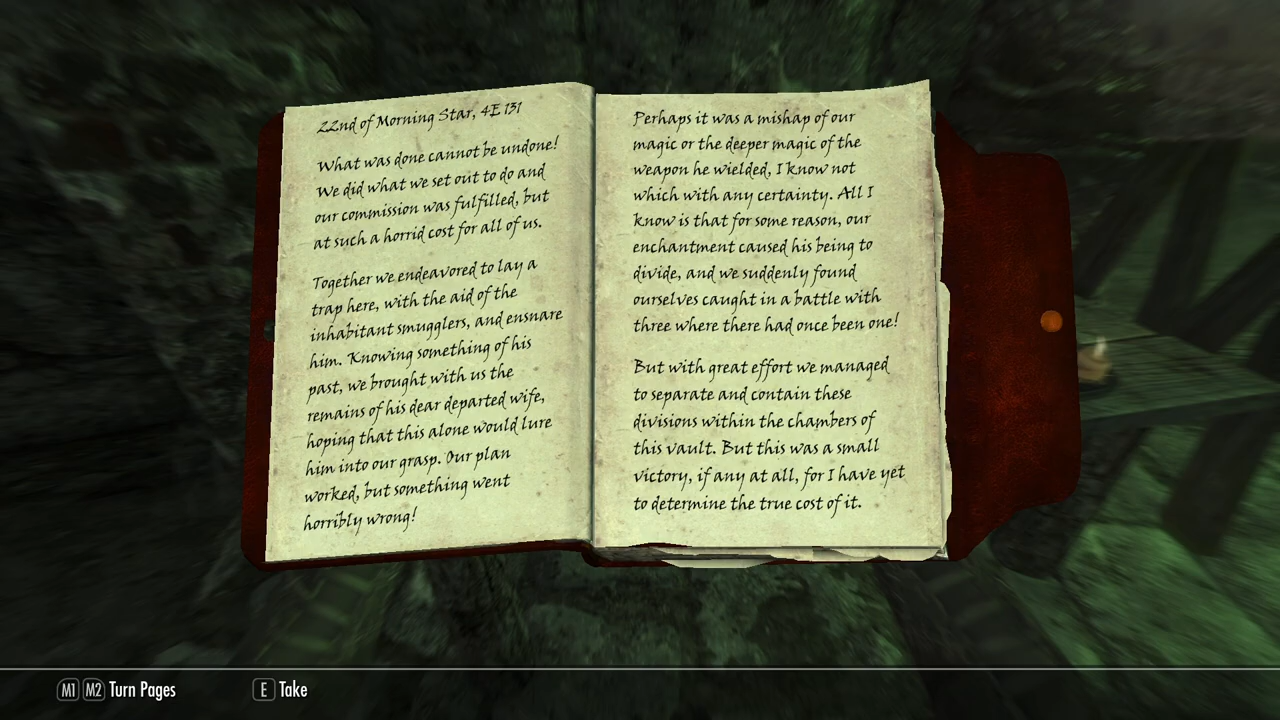 22nd of Morning Star, 4E 131
What was done cannot be undone!
We did what we set out to do and
our commission was fulfilled, but
at such a horrid cost for all of us.
Together we endeavored to lay a
trap here, with the aid of the
inhabitant smugglers, and ensnare
him. Knowing something of his
past, we brought with us the
remains of his dear departed wife,
hoping that this alone would lure
him into our grasp. Our plan
worked, but something went
horribly wrong!
Perhaps it was a mishap of our
magic or the deeper magic of the
weapon he wielded, I know not
which with any certainty. All I
know is that for some reason, our
enchantment caused his being to
divide, and we suddenly found
ourselves caught in a battle with
three where there had once been one!
But with great effort we managed
to separate and contain these
divisions within the chambers of
this vault. But this was a small
victory, if any at all, for I have yet
to determine the true cost of it.
M1 M2 Turn Pages
E Take